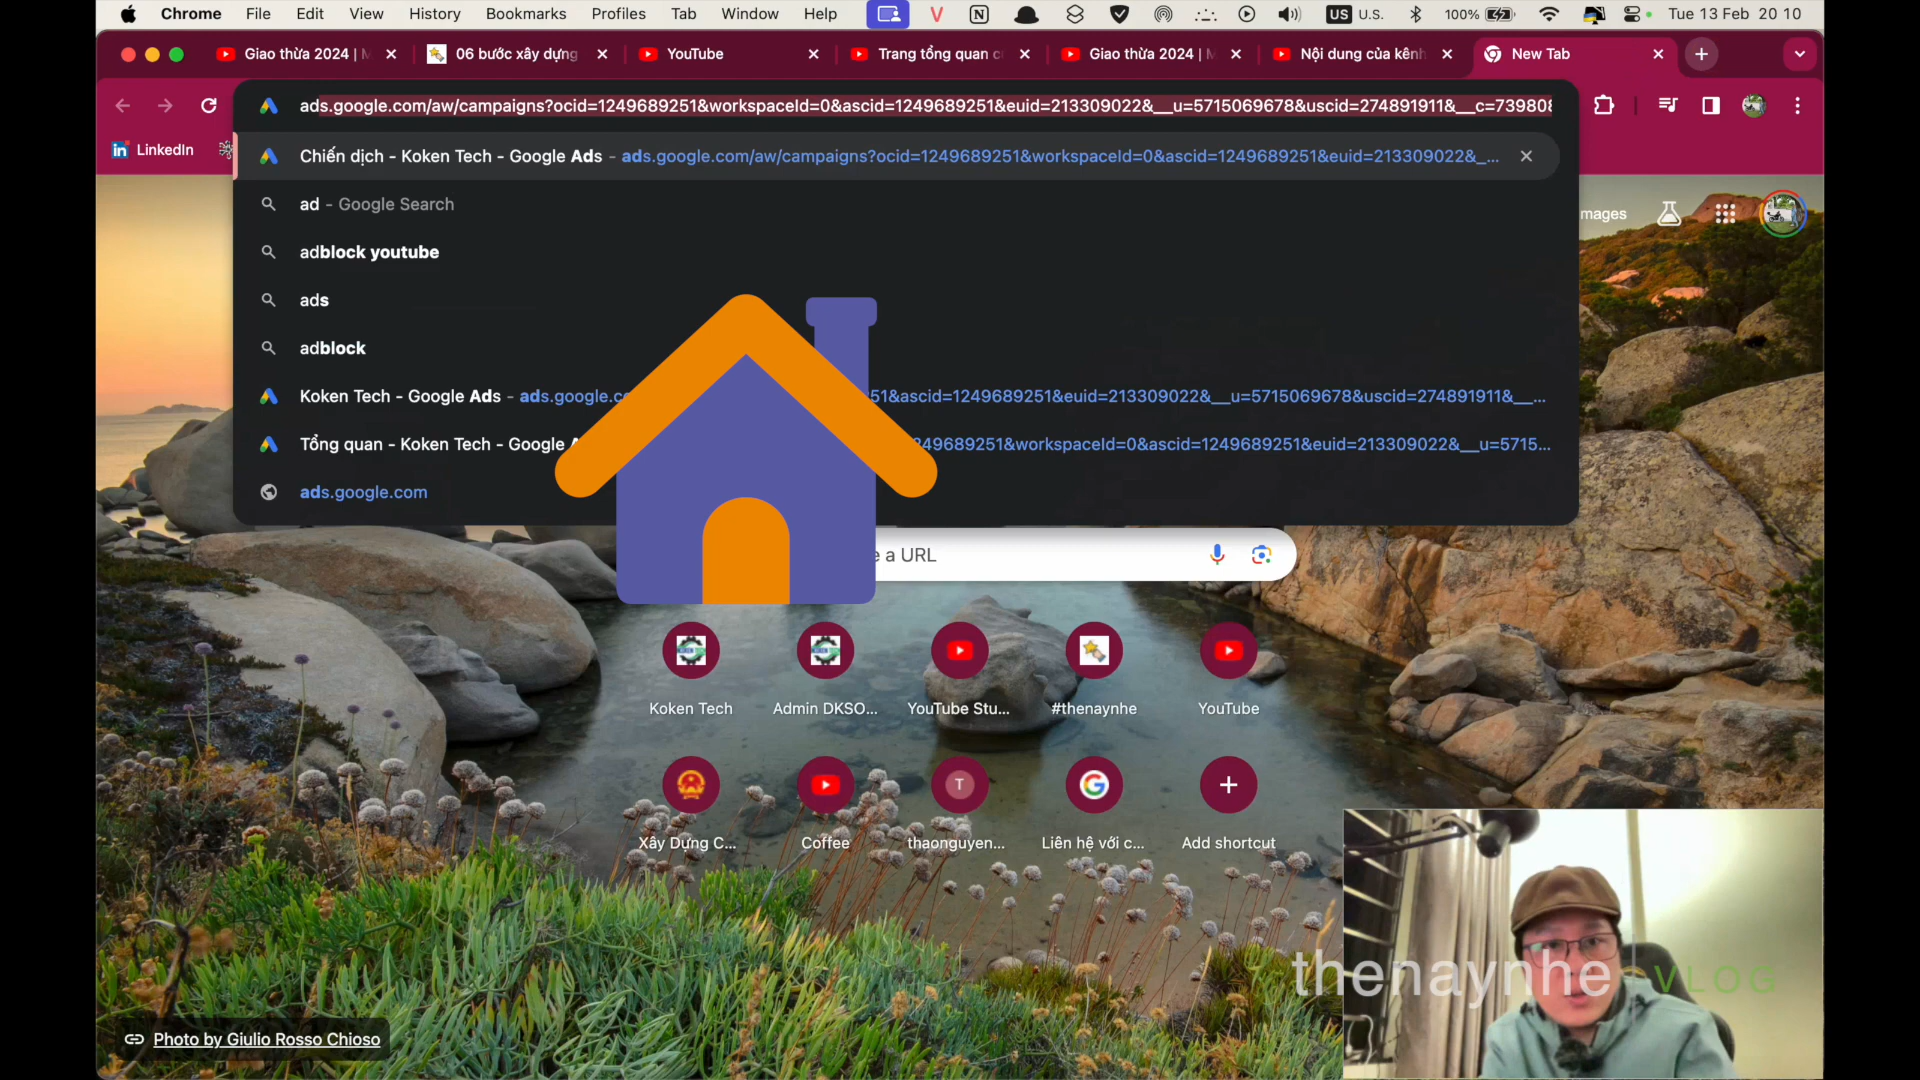 Chrome File Edit View History Bookmarks Profiles Tab Window Help US U.S. 100% Tue 13 Feb 20 10
Giao thừa 2024 | 06 bước xây dựng YouTube Trang tổng quan Giao thừa 2024 | Nội dung của kênh New Tab
ads.google.com/aw/campaigns?ocid=1249689251&workspaceId=0&ascid=1249689251&euid=213309022&__u=5715069678&uscid=274891911&__c=739808
LinkedIn
Chiến dịch - Koken Tech - Google Ads - ads.google.com/aw/campaigns?ocid=1249689251&workspaceId=0&ascid=1249689251&euid=213309022&_...
ad - Google Search
mages
adblock youtube
ads
adblock
Koken Tech - Google Ads - ads.google.co 51&ascid=1249689251&euid=213309022&__u=5715069678&uscid=274891911&__...
Tổng quan - Koken Tech - Google 249689251&workspaceId=0&ascid=1249689251&euid=213309022&__u=5715...
ads.google.com
e a URL
Koken Tech Admin DKSO... YouTube Stu... #thenaynhe YouTube
T
Xây Dựng C... Coffee thaonguyen... Liên hệ với c... Add shortcut
thenaynhe VLOG
Photo by Giulio Rosso Chioso